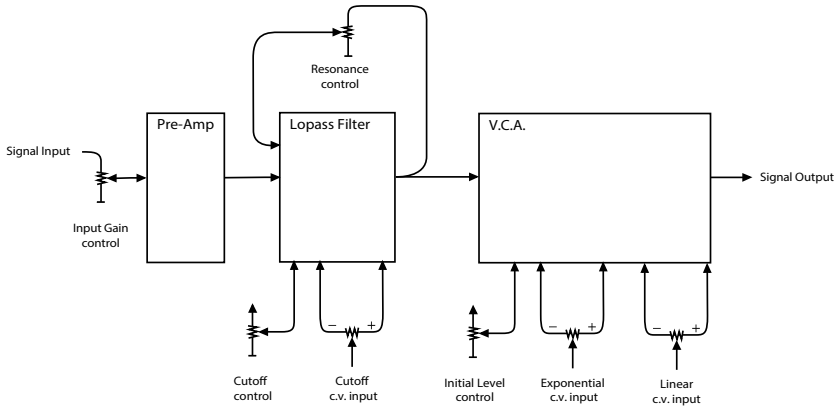 Resonance
control
Pre-Amp
Lopass Filter
V.C.A.
Signal Input
Signal Output
Input Gain
control
− +
− +
− +
Cutoff
control
Cutoff
c.v. input
Initial Level
control
Exponential
c.v. input
Linear
c.v. input